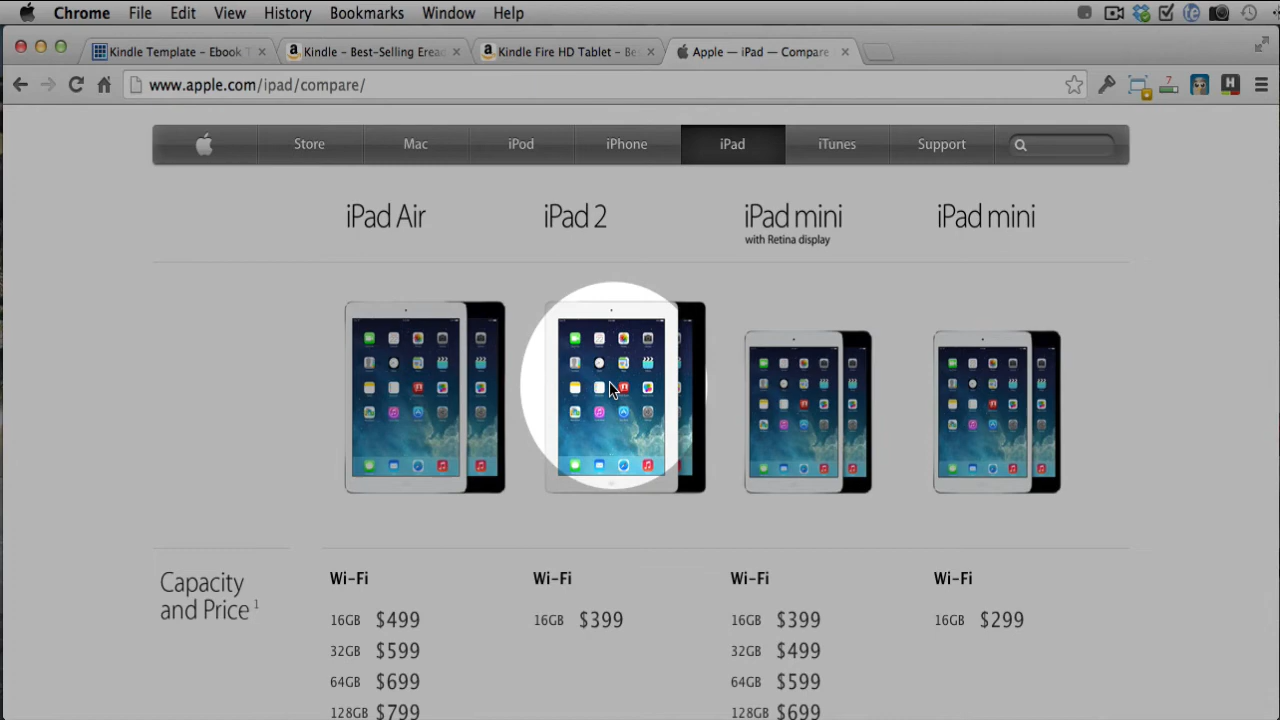 Chrome File Edit View History Bookmarks Window Help
Kindle Template – Ebook T
Kindle – Best-Selling Eread
Kindle Fire HD Tablet – Be
Apple — iPad — Compare
www.apple.com/ipad/compare/
7
H
Store Mac iPod iPhone iPad iTunes Support
iPad Air iPad 2 iPad mini iPad mini
with Retina display
Capacity
and Price 1
Wi-Fi Wi-Fi Wi-Fi Wi-Fi
16GB $499 16GB $399 16GB $399 16GB $299
32GB $599 32GB $499
64GB $699 64GB $599
128GB $799 128GB $699